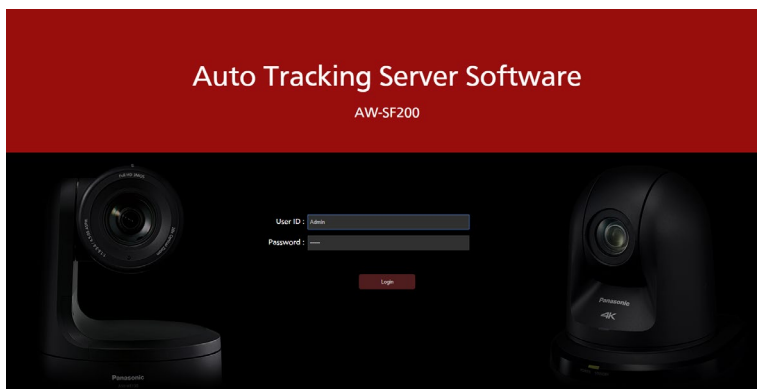 Auto Tracking Server Software
AW-SF200
User ID : Admin
Password : -----
Login
Panasonic
Panasonic
4K